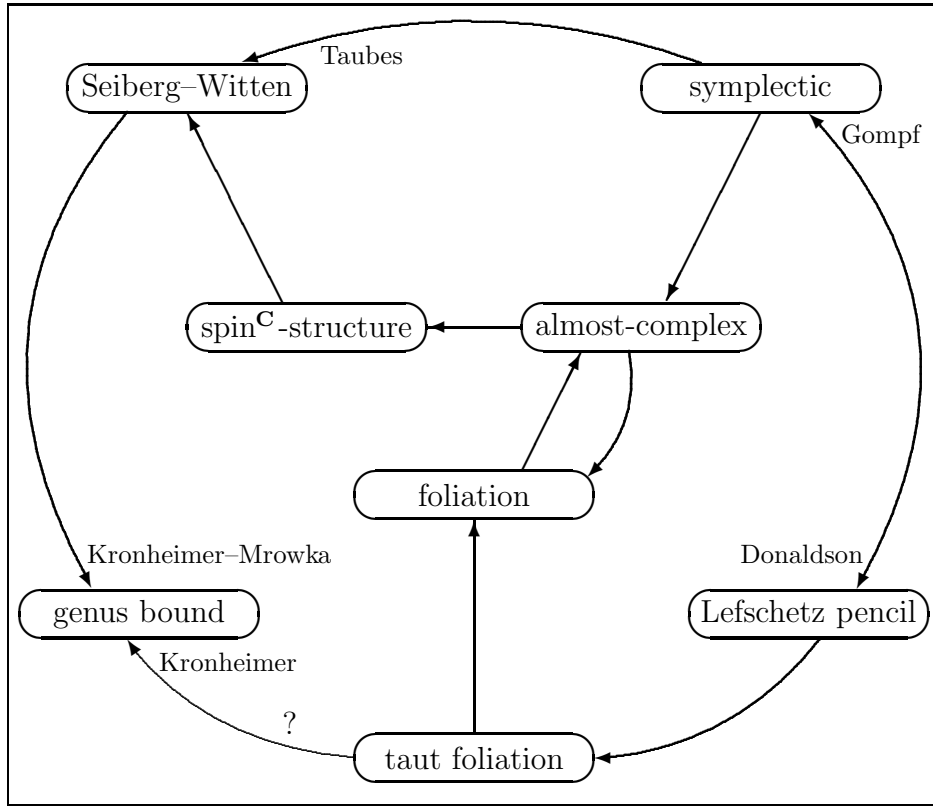 Taubes
Seiberg–Witten
symplectic
Gompf
spin^C-structure
almost-complex
foliation
Kronheimer–Mrowka
Donaldson
genus bound
Lefschetz pencil
Kronheimer
?
taut foliation